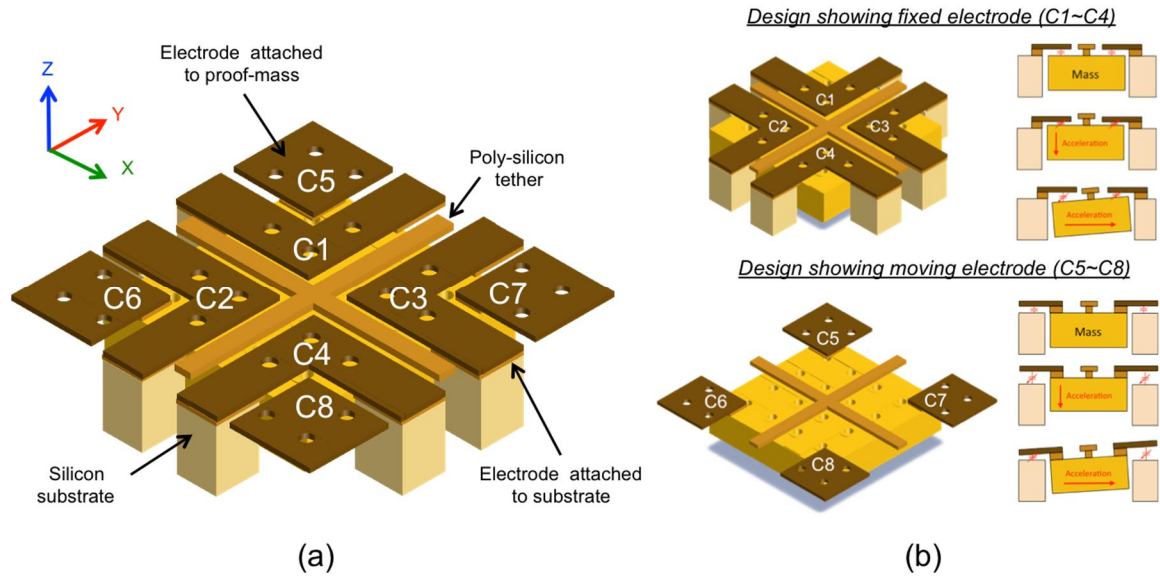 Z
Y
X
Electrode attached
to proof-mass
Poly-silicon
tether
C5
C1
C6
C2
C3
C7
C4
C8
Silicon
substrate
Electrode attached
to substrate
(a)
Design showing fixed electrode (C1~C4)
C1
C2
C3
C4
Mass
Acceleration
Acceleration
Design showing moving electrode (C5~C8)
C5
C6
C7
C8
Mass
Acceleration
Acceleration
(b)